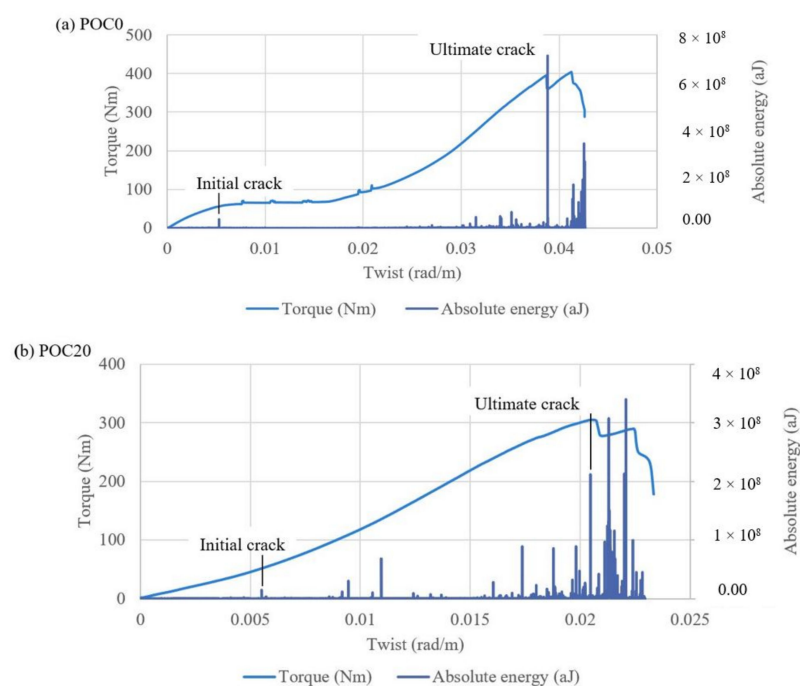 (a) POC0
500
400
300
200
100
0
Torque (Nm)
8 × 10⁸
6 × 10⁸
4 × 10⁸
2 × 10⁸
0.00
Absolute energy (aJ)
Ultimate crack
Initial crack
0 0.01 0.02 0.03 0.04 0.05
Twist (rad/m)
Torque (Nm) Absolute energy (aJ)
(b) POC20
400
300
200
100
0
Torque (Nm)
4 × 10⁸
3 × 10⁸
2 × 10⁸
1 × 10⁸
0.00
Absolute energy (aJ)
Ultimate crack
Initial crack
0 0.005 0.01 0.015 0.02 0.025
Twist (rad/m)
Torque (Nm) Absolute energy (aJ)